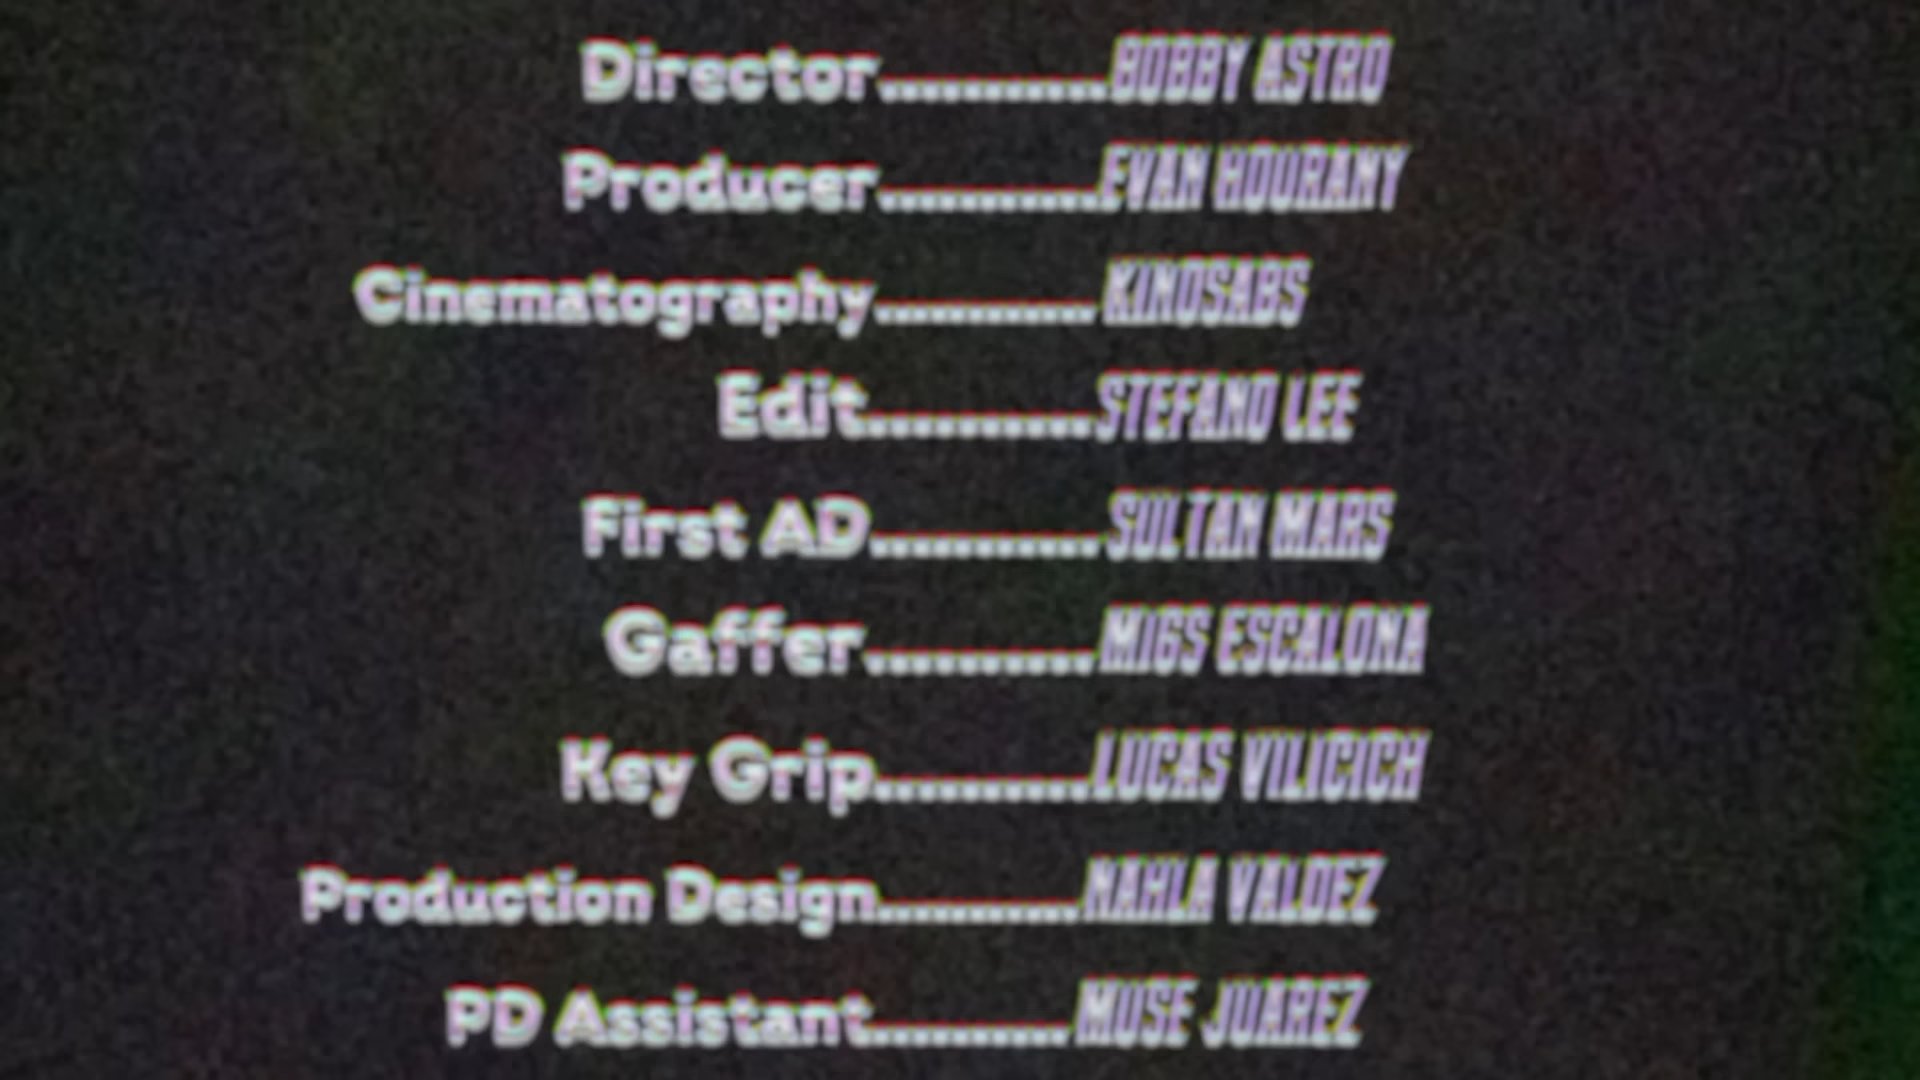 Director...........BOBBY ASTRO
Producer...........EVAN HOURANY
Cinematography...........KINOSABS
Edit...........STEFANO LEE
First AD...........SULTAN MARS
Gaffer...........MIGS ESCALONA
Key Grip...........LUCAS VILICICH
Production Design...........NAHLA VALDEZ
PD Assistant...........MUSE JUAREZ